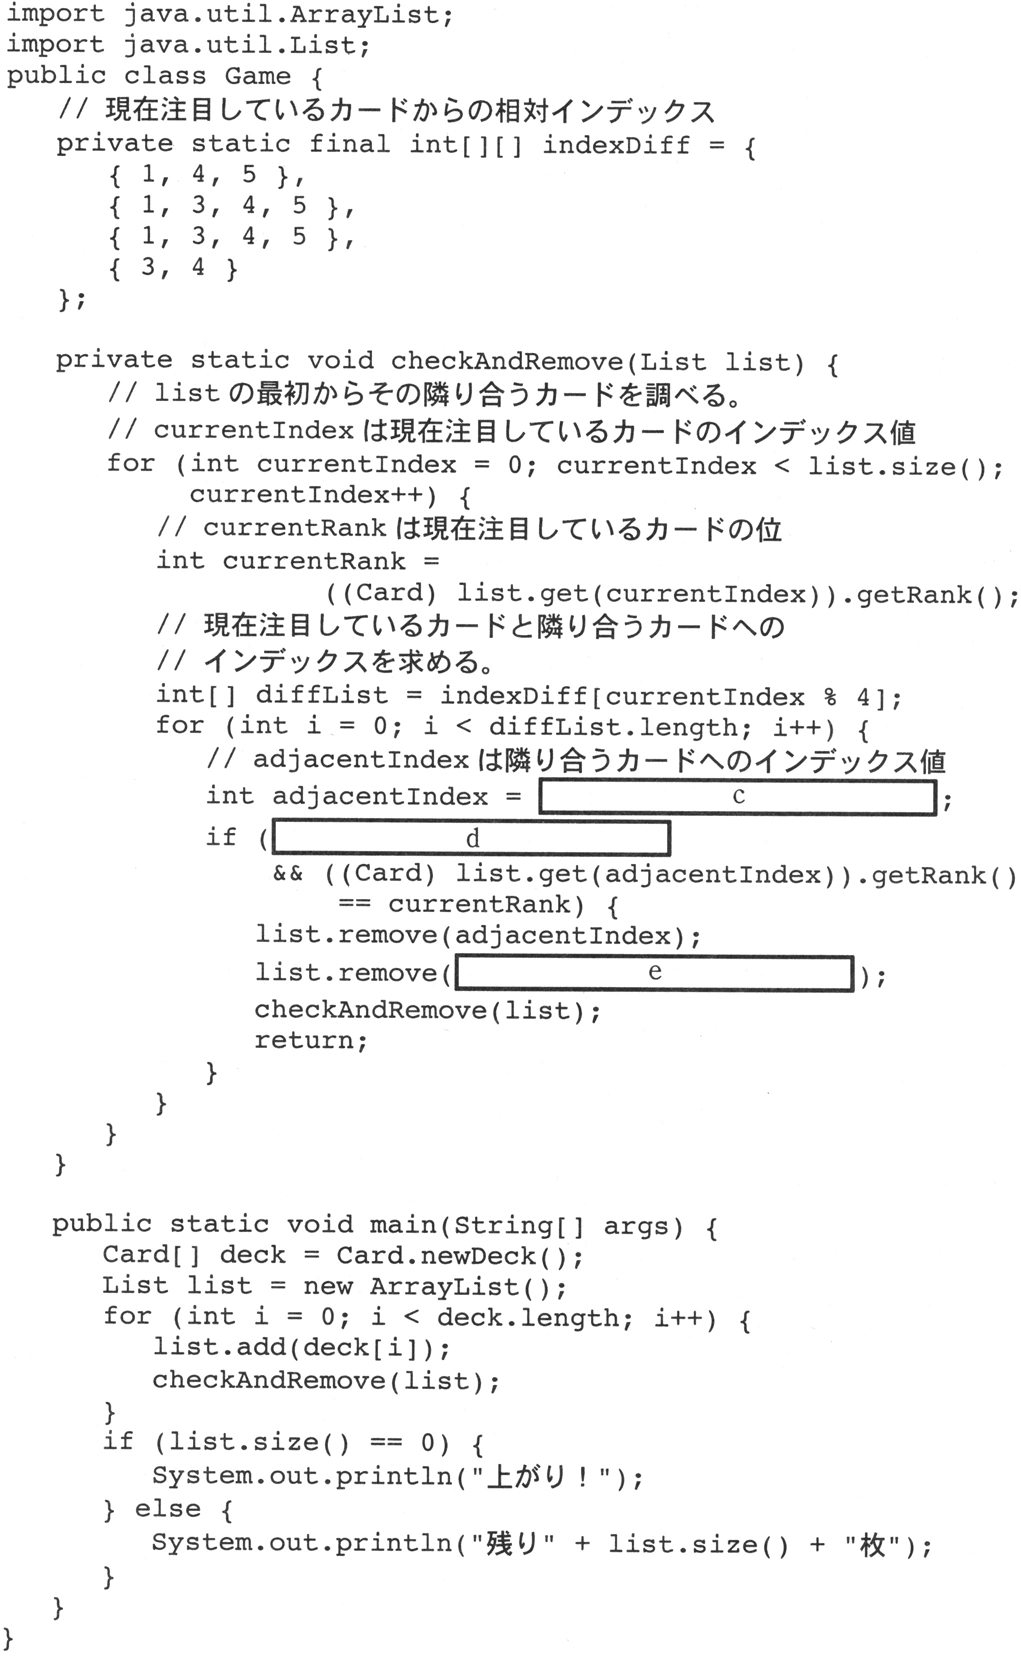 import java.util.ArrayList;
import java.util.List;
public class Game {
// 現在注目しているカードからの相対インデックス
private static final int[][] indexDiff = {
{ 1, 4, 5 },
{ 1, 3, 4, 5 },
{ 1, 3, 4, 5 },
{ 3, 4 }
};
private static void checkAndRemove(List list) {
// list の最初からその隣り合うカードを調べる。
// currentIndex は現在注目しているカードのインデックス値
for (int currentIndex = 0; currentIndex < list.size();
currentIndex++) {
// currentRank は現在注目しているカードの位
int currentRank =
((Card) list.get(currentIndex)).getRank();
// 現在注目しているカードと隣り合うカードへの
// インデックスを求める。
int[] diffList = indexDiff[currentIndex % 4];
for (int i = 0; i < diffList.length; i++) {
// adjacentIndex は隣り合うカードへのインデックス値
int adjacentIndex = c ;
if ( d
&& ((Card) list.get(adjacentIndex)).getRank()
== currentRank) {
list.remove(adjacentIndex);
list.remove( e );
checkAndRemove(list);
return;
}
}
}
}
public static void main(String[] args) {
Card[] deck = Card.newDeck();
List list = new ArrayList();
for (int i = 0; i < deck.length; i++) {
list.add(deck[i]);
checkAndRemove(list);
}
if (list.size() == 0) {
System.out.println("上がり！");
} else {
System.out.println("残り" + list.size() + "枚");
}
}
}